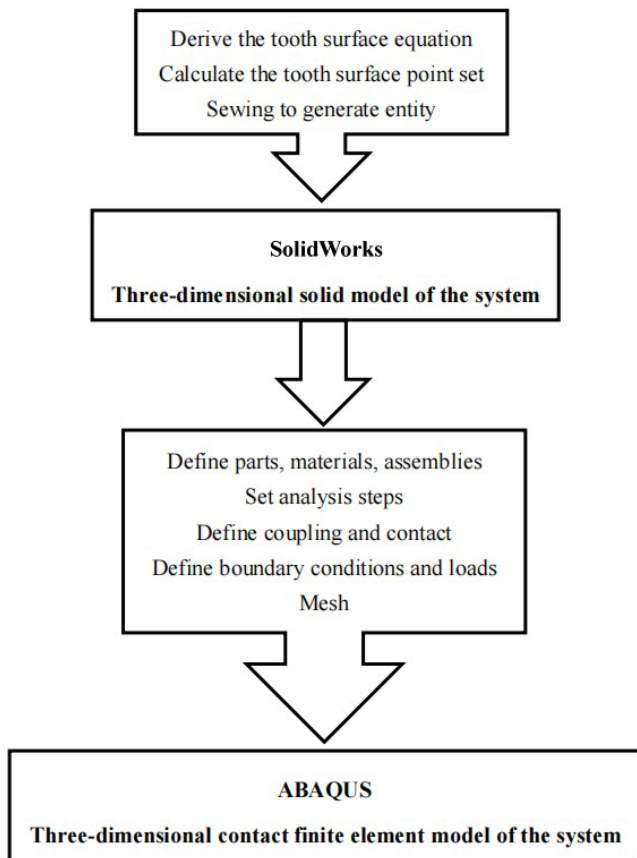 Derive the tooth surface equation
Calculate the tooth surface point set
Sewing to generate entity
SolidWorks
Three-dimensional solid model of the system
Define parts, materials, assemblies
Set analysis steps
Define coupling and contact
Define boundary conditions and loads
Mesh
ABAQUS
Three-dimensional contact finite element model of the system